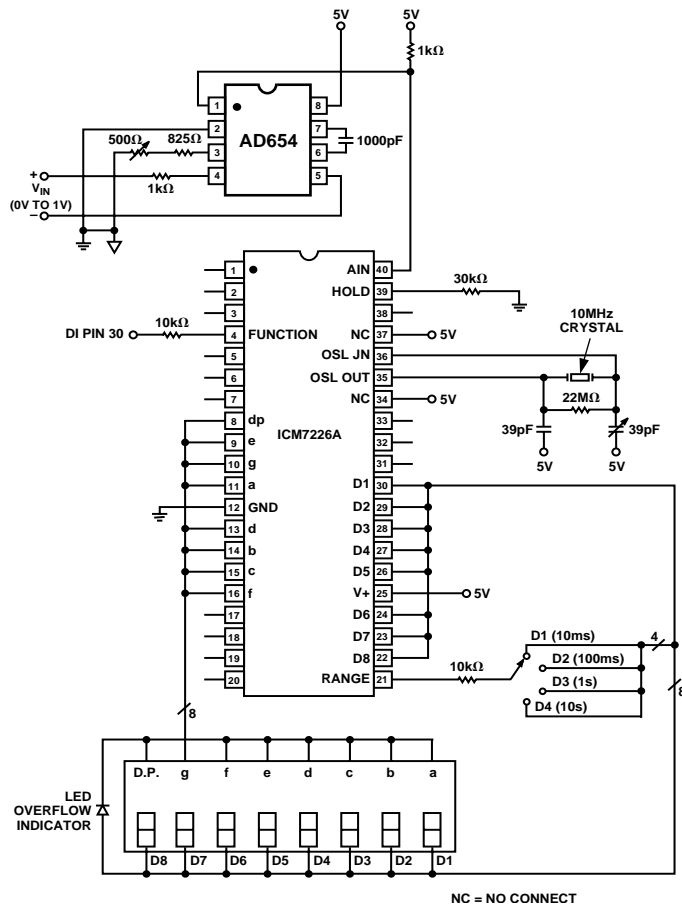 5V
5V
1kΩ
1
2
3
4
AD654
8
7
6
5
1000pF
500Ω
825Ω
+
VIN
(0V TO 1V)
–
1kΩ
DI PIN 30
10kΩ
ICM7226A
1
2
3
4 FUNCTION
5
6
7
8 dp
9 e
10 g
11 a
12 GND
13 d
14 b
15 c
16 f
17
18
19
20
AIN 40
HOLD 39
38
NC 37
OSL JN 36
OSL OUT 35
NC 34
33
32
31
D1 30
D2 29
D3 28
D4 27
D5 26
V+ 25
D6 24
D7 23
D8 22
RANGE 21
30kΩ
5V
10MHz
CRYSTAL
22MΩ
5V
39pF
39pF
5V
5V
5V
10kΩ
D1 (10ms)
D2 (100ms)
D3 (1s)
D4 (10s)
4
8
8
LED
OVERFLOW
INDICATOR
D.P. g f e d c b a
D8 D7 D6 D5 D4 D3 D2 D1
NC = NO CONNECT